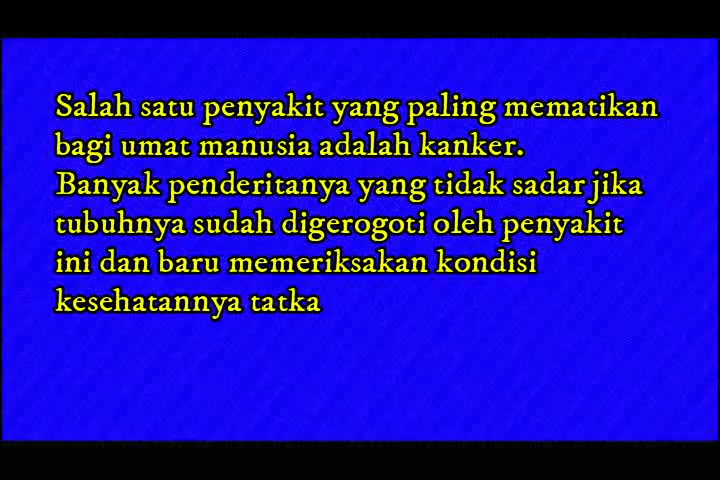 Salah satu penyakit yang paling mematikan
bagi umat manusia adalah kanker.
Banyak penderitanya yang tidak sadar jika
tubuhnya sudah digerogoti oleh penyakit
ini dan baru memeriksakan kondisi
kesehatannya tatka